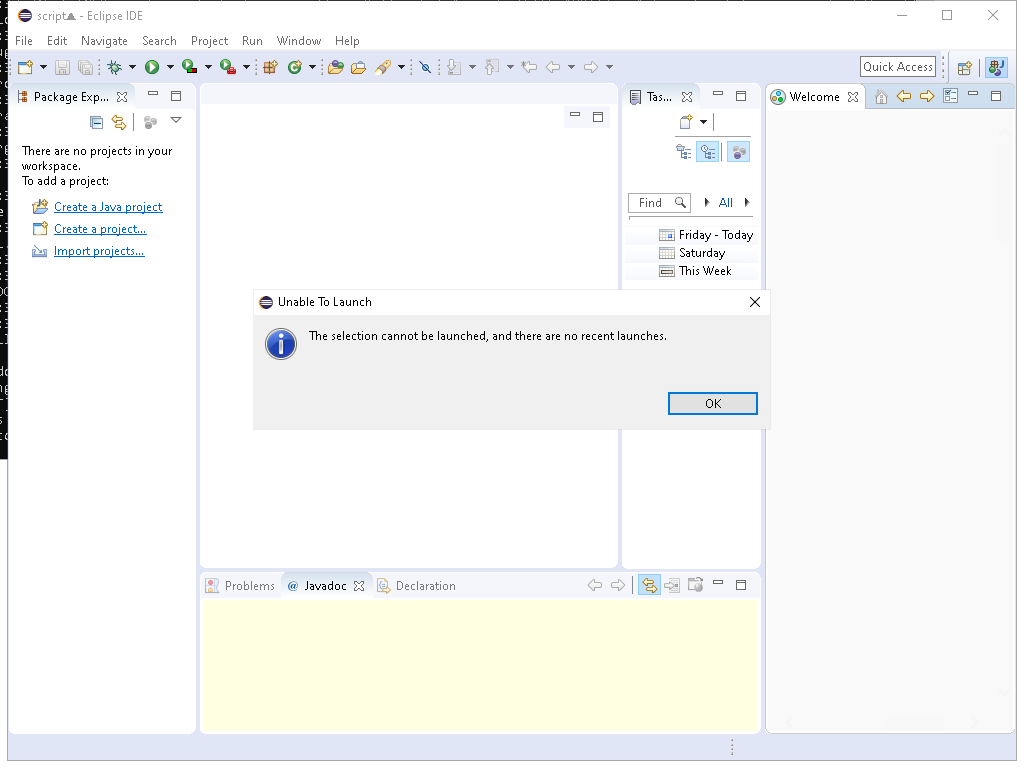 script▲ - Eclipse IDE
File Edit Navigate Search Project Run Window Help
Quick Access
Package Exp...
Tas...
Welcome
There are no projects in your
workspace.
To add a project:
Create a Java project
Create a project...
Import projects...
Find
All
Friday - Today
Saturday
This Week
Unable To Launch
The selection cannot be launched, and there are no recent launches.
OK
Problems @ Javadoc Declaration